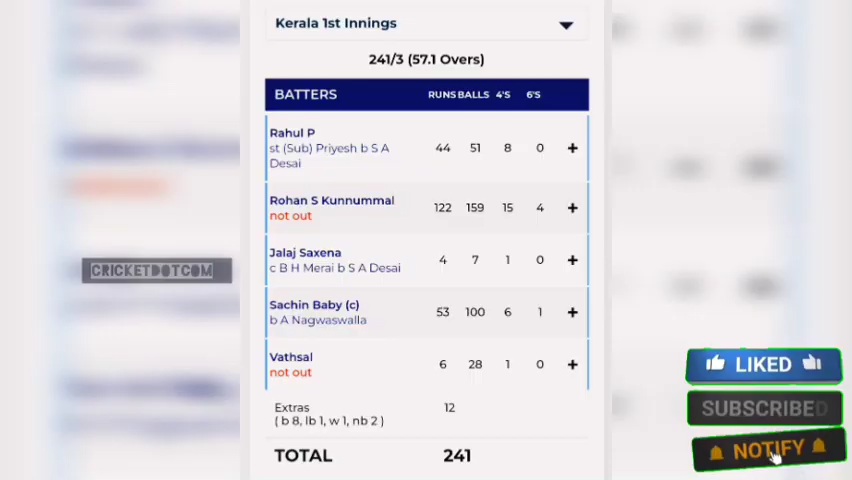 Kerala 1st Innings
241/3 (57.1 Overs)
BATTERS RUNS BALLS 4'S 6'S
Rahul P
st (Sub) Priyesh b S A 44 51 8 0 +
Desai
Rohan S Kunnummal 122 159 15 4 +
not out
Jalaj Saxena 4 7 1 0 +
c B H Merai b S A Desai
Sachin Baby (c) 53 100 6 1 +
b A Nagwaswalla
Vathsal 6 28 1 0 +
not out
Extras 12
( b 8, lb 1, w 1, nb 2 )
TOTAL 241
CRICKETDOTCOM
LIKED
SUBSCRIBED
NOTIFY